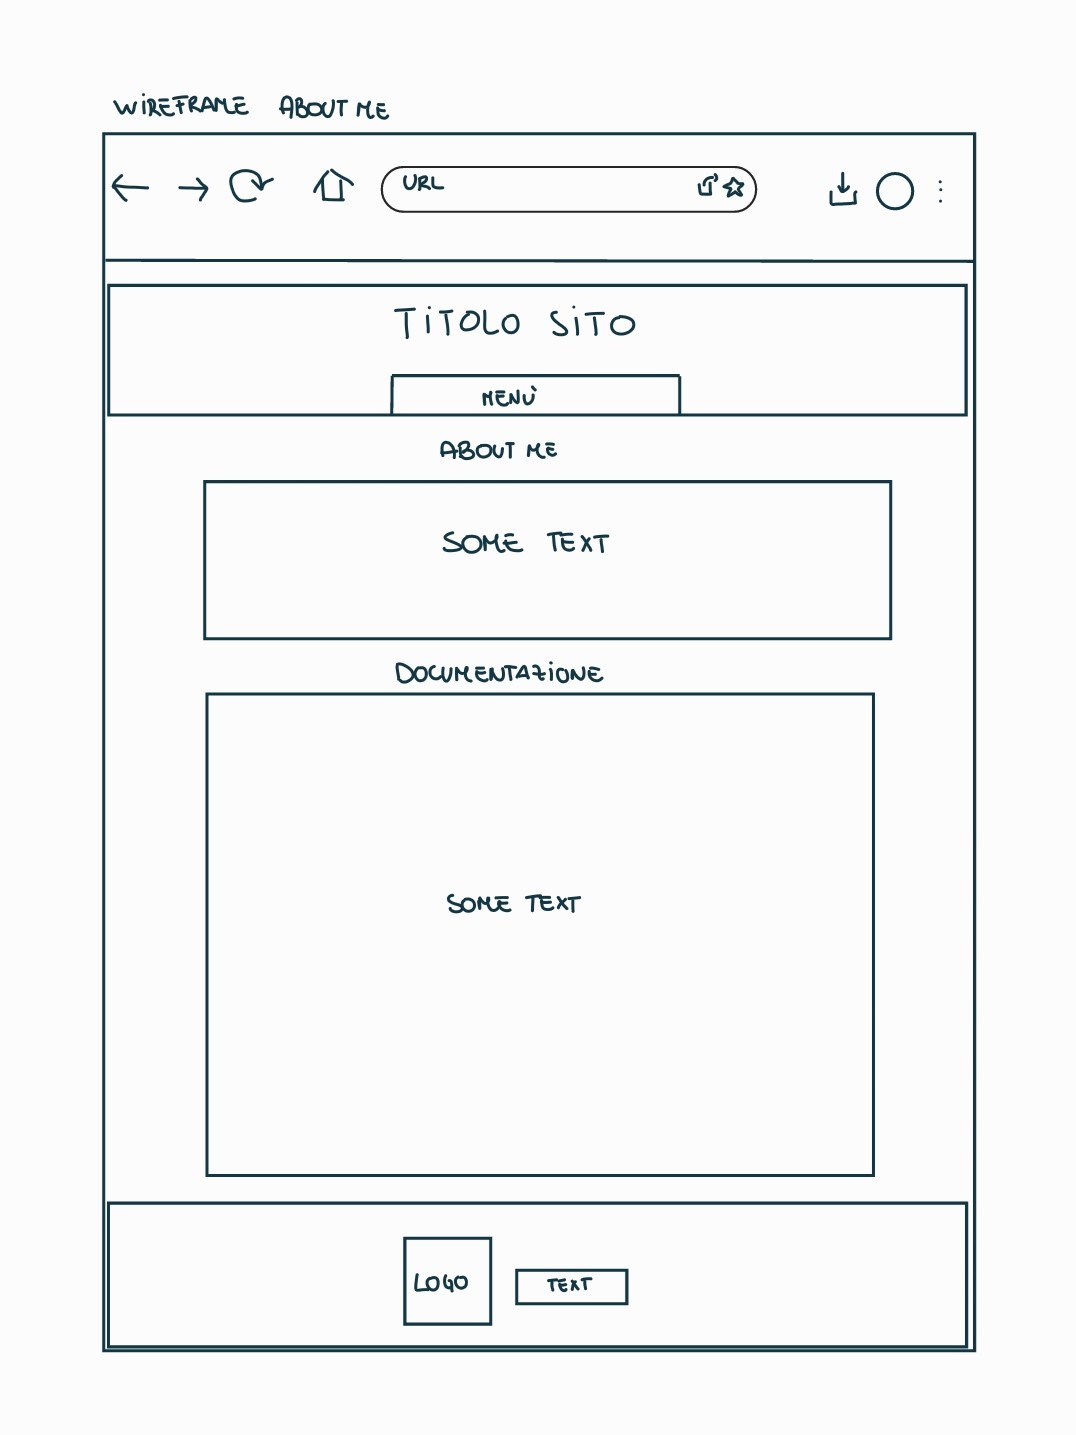 WiREFRAME ABOUT ME
URL
TiTOLO SiTO
MENÙ
ABOUT ME
SOME TEXT
DOCUMENTAZiONE
SOME TEXT
LOGO
TEXT